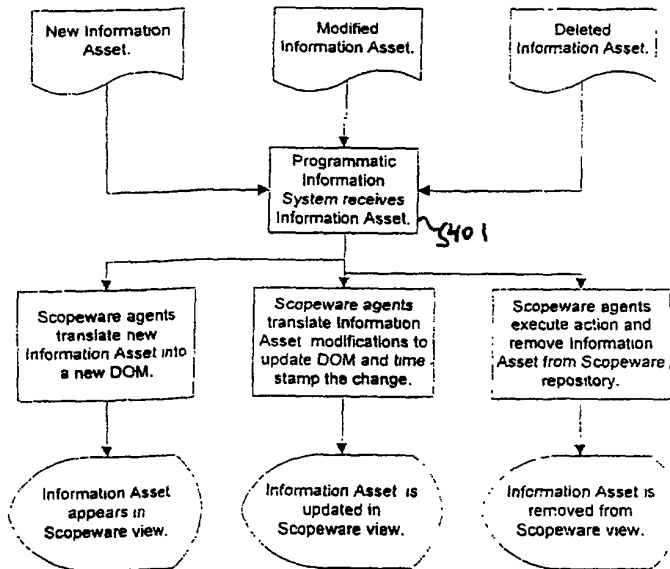 New Information
Asset.
Modified
Information Asset.
Deleted
Information Asset.
Programmatic
Information
System receives
Information Asset.
S401
Scopeware agents
translate new
Information Asset into
a new DOM.
Scopeware agents
translate Information
Asset modifications to
update DOM and time
stamp the change.
Scopeware agents
execute action and
remove Information
Asset from Scopeware
repository.
Information Asset
appears in
Scopeware view.
Information Asset is
updated in
Scopeware view.
Information Asset is
removed from
Scopeware view.